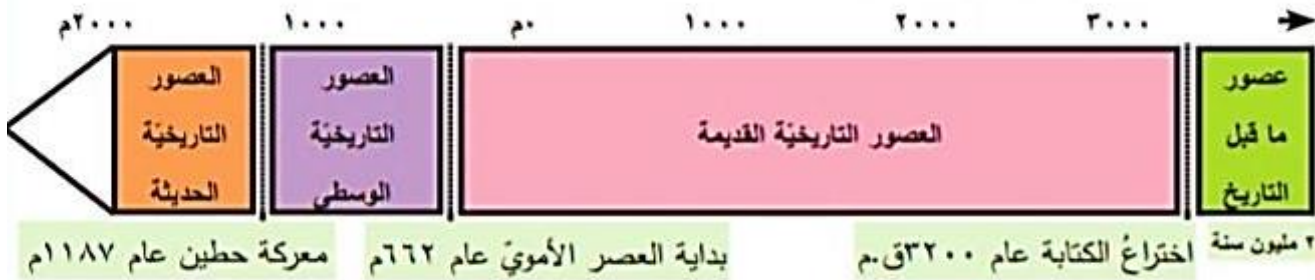 ٣٠٠٠ ٢٠٠٠ ١٠٠٠ ٠م ١٠٠٠ ٢٠٠٠م
عصور
ما قبل
التاريخ
العصور التاريخيّة القديمة
العصور
التاريخيّة
الوسطي
العصور
التاريخيّة
الحديثة
٢ مليون سنة
اختراعُ الكتابة عام ٣٢٠٠ق.م
بداية العصر الأمويّ عام ٦٦٢م
معركة حطين عام ١١٨٧م